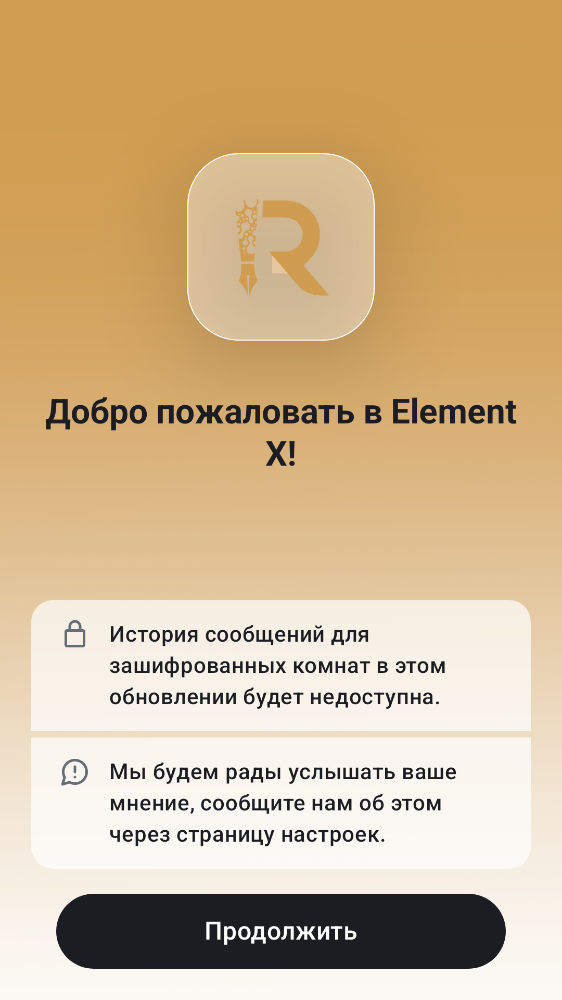 Добро пожаловать в Element
X!
История сообщений для
зашифрованных комнат в этом
обновлении будет недоступна.
Мы будем рады услышать ваше
мнение, сообщите нам об этом
через страницу настроек.
Продолжить